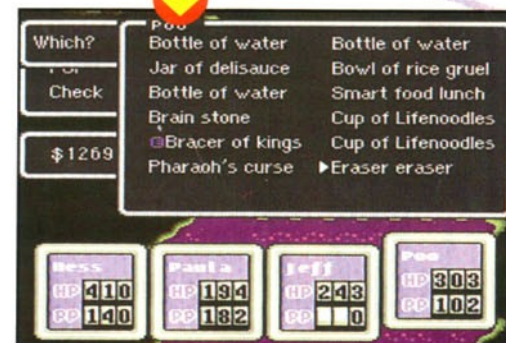 Poo
Which?
Bottle of water Bottle of water
Jar of delisauce Bowl of rice gruel
Check
Bottle of water Smart food lunch
Brain stone Cup of Lifenoodles
$1269
Bracer of kings Cup of Lifenoodles
Pharaoh's curse Eraser eraser
Ness Paula Jeff Poo
HP 410 HP 194 HP 243 HP 303
PP 140 PP 182 PP 0 PP 102